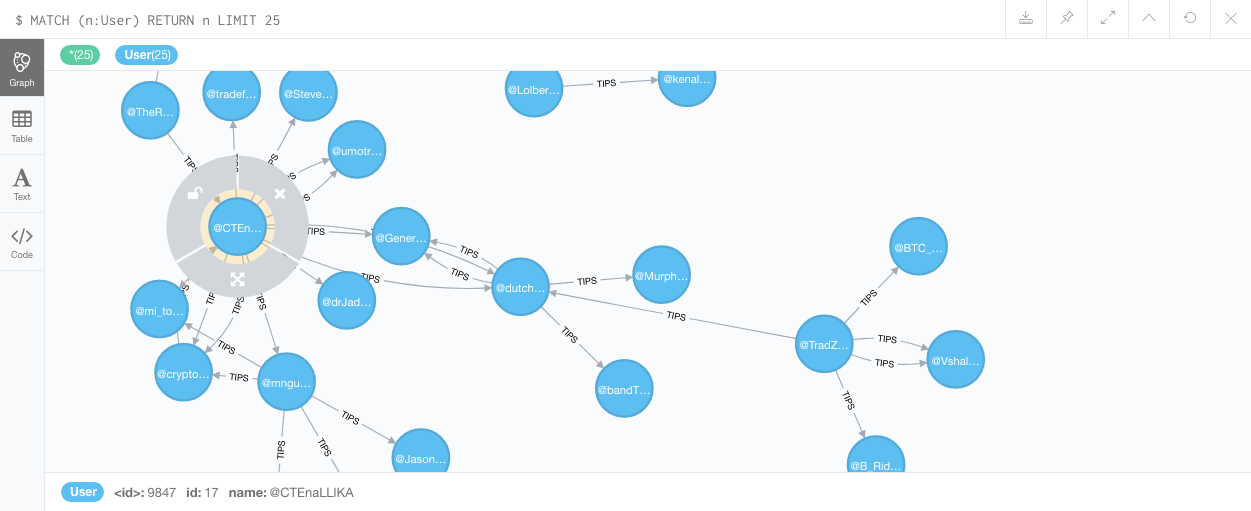 $ MATCH (n:User) RETURN n LIMIT 25
*(25) User(25)
Graph
Table
Text
Code
@TheR...
@tradef...
@Steve...
@umotr...
@Lolber...
TIPS
@kenal...
TIPS
@CTEn...
TIPS
@Gener...
TIPS
TIPS
@dutch...
TIPS
@Murph...
TIPS
@drJad...
TIPS
@bandT...
TIPS
@TradZ...
TIPS
@BTC_...
TIPS
TIPS
@Vshal...
TIPS
@B_Rid...
@mi_to...
TIPS
TIPS
TIPS
@crypto...
TIPS
@mngu...
TIPS
TIPS
TIPS
TIPS
@Jason...
User <id>: 9847 id: 17 name: @CTEnaLLIKA